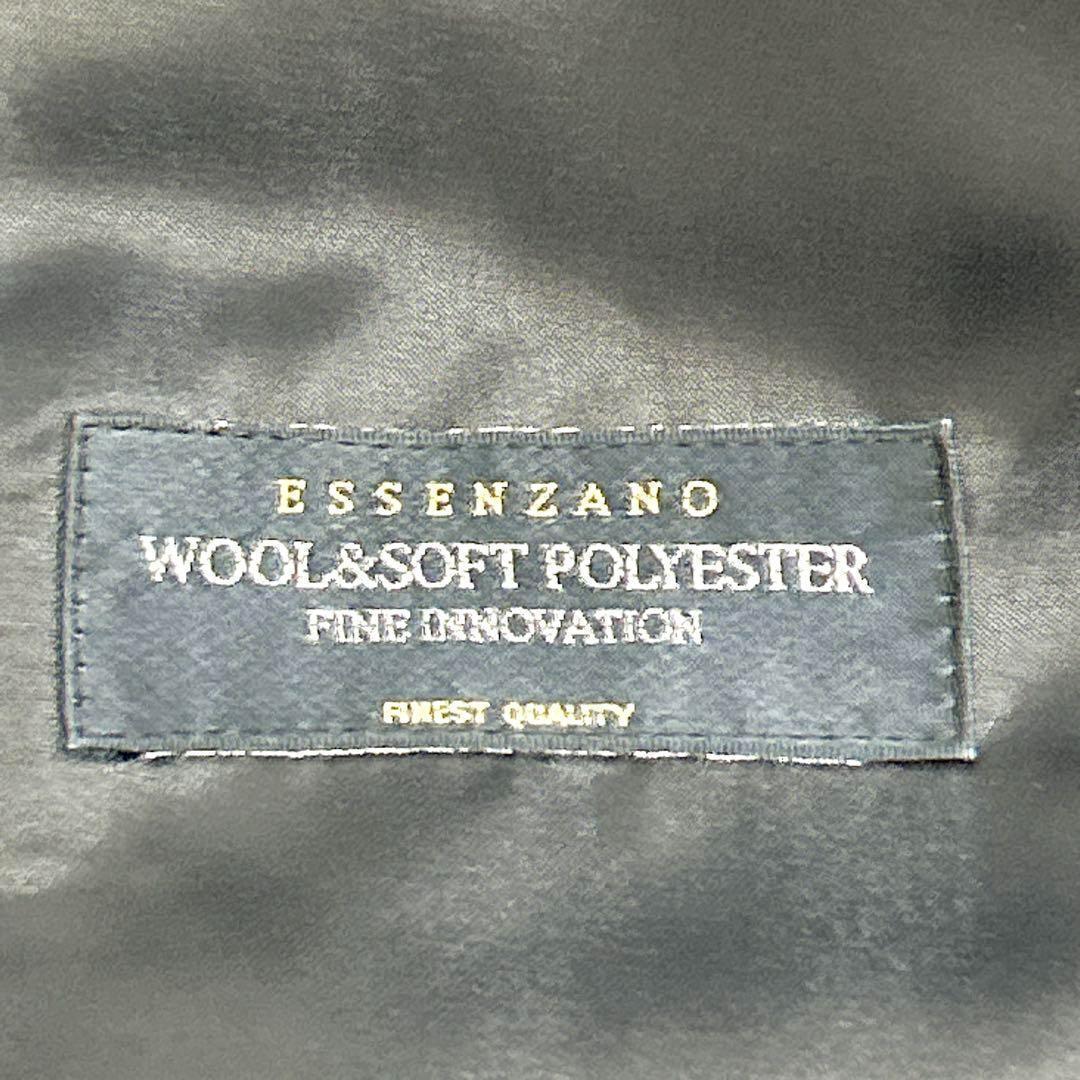 ESSENZANO
WOOL&SOFT POLYESTER
FINE INNOVATION
FINEST QUALITY